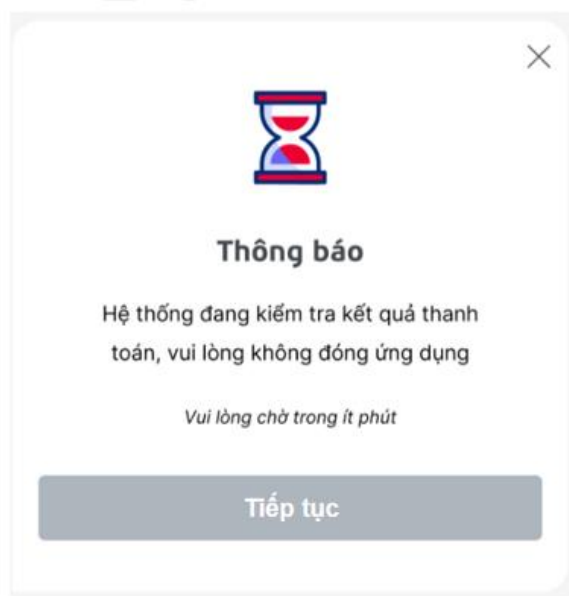 Thông báo
Hệ thống đang kiểm tra kết quả thanh
toán, vui lòng không đóng ứng dụng
Vui lòng chờ trong ít phút
Tiếp tục